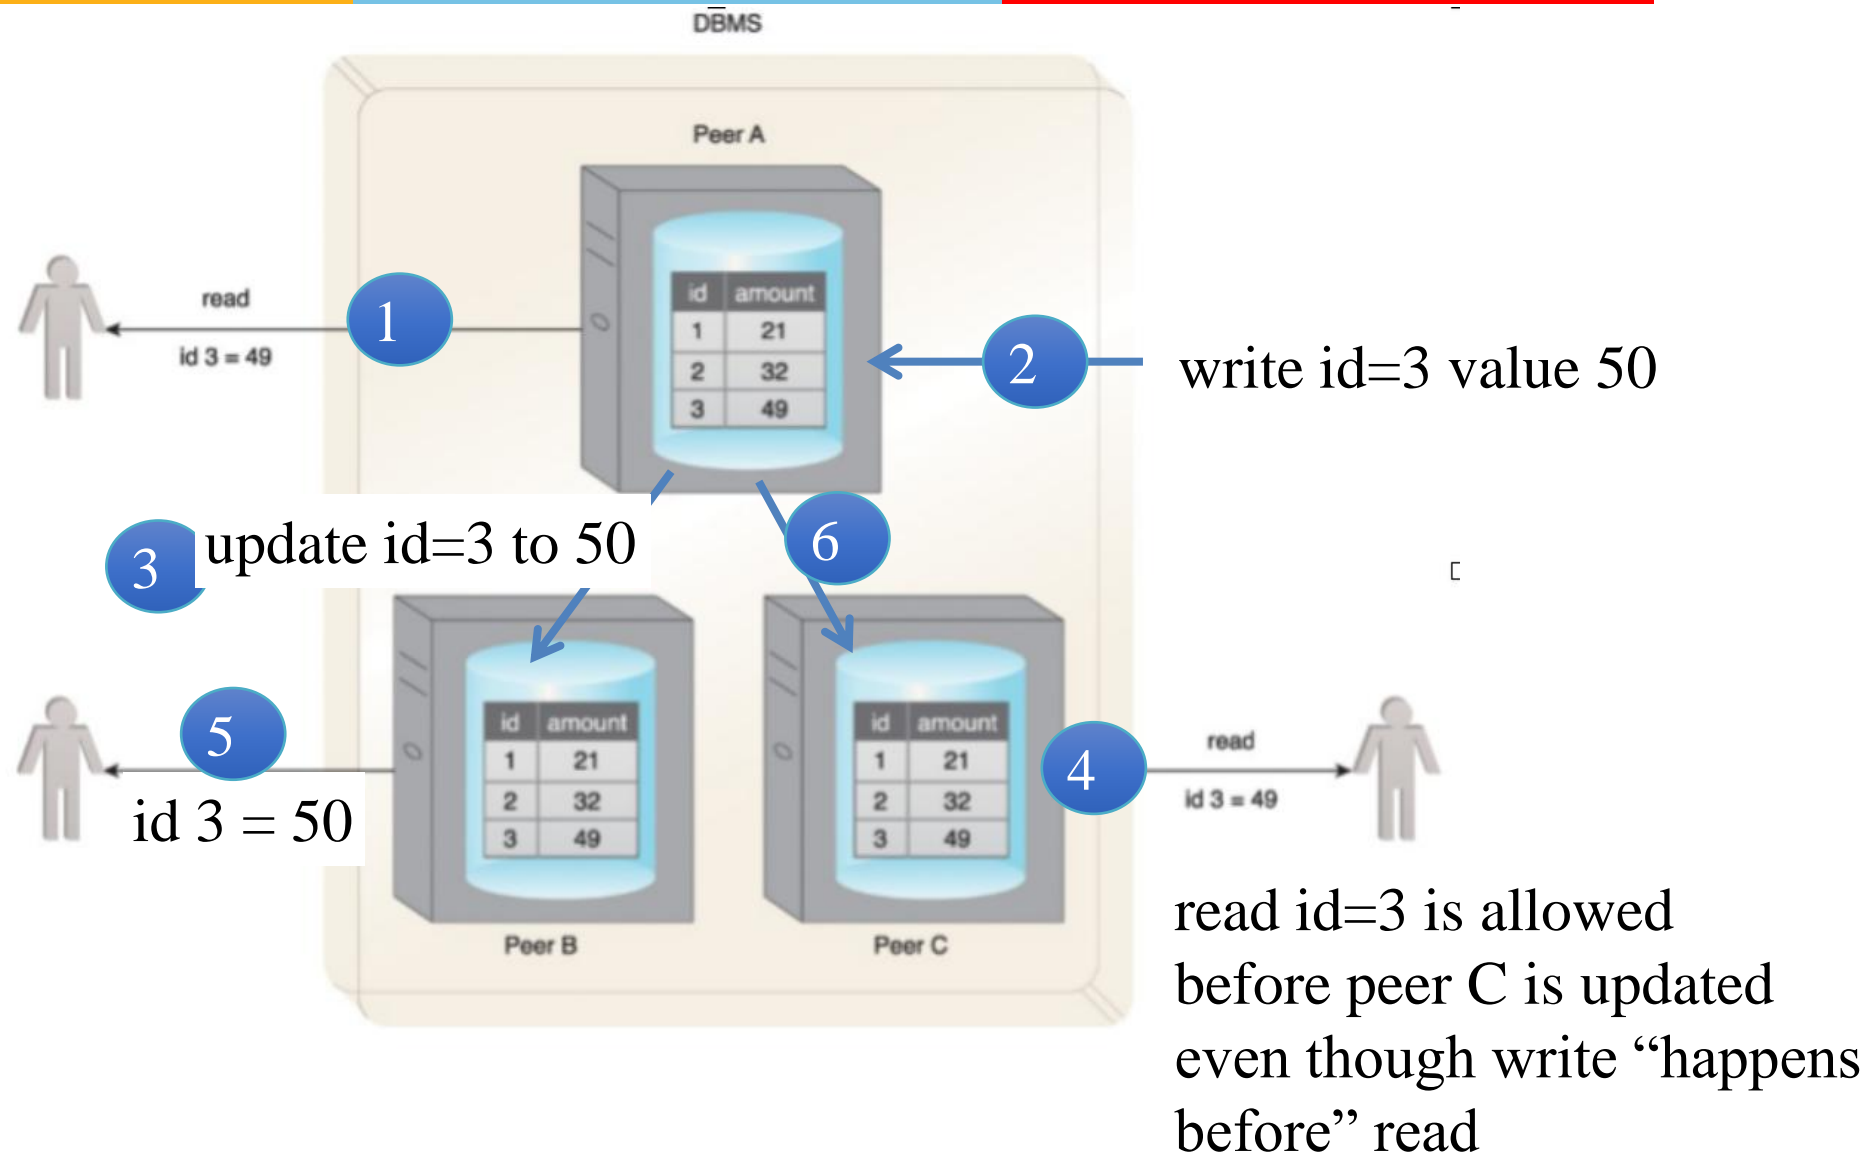 DBMS
Peer A
id amount
1 21
2 32
3 49
read
id 3 = 49
1
2
write id=3 value 50
3
update id=3 to 50
6
5
id 3 = 50
id amount
1 21
2 32
3 49
Peer B
id amount
1 21
2 32
3 49
Peer C
4
read
id 3 = 49
read id=3 is allowed
before peer C is updated
even though write “happens
before” read